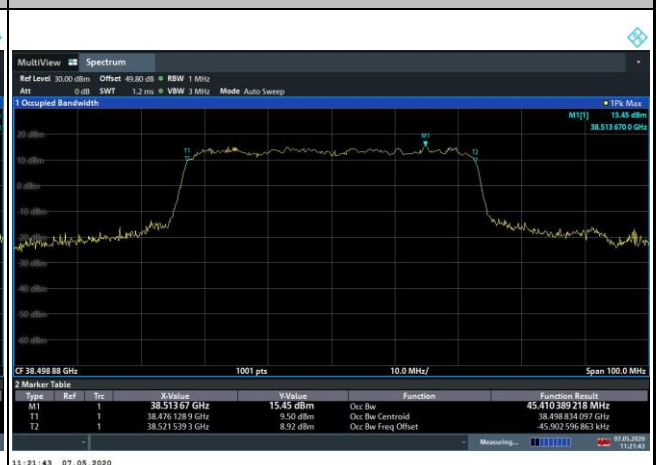 MultiView Spectrum
Ref Level 30.00 dBm Offset 49.80 dB RBW 1 MHz
Att 0 dB SWT 1.2 ms VBW 3 MHz Mode Auto Sweep
1 Occupied Bandwidth 1Pk Max
M1[1] 15.45 dBm
38.513 670 0 GHz
20 dBm
M1
T1 T2
10 dBm
0 dBm
-10 dBm
-20 dBm
-30 dBm
-40 dBm
-50 dBm
-60 dBm
CF 38.498 88 GHz 1001 pts 10.0 MHz/ Span 100.0 MHz
2 Marker Table
Type Ref Trc X-Value Y-Value Function Function Result
M1 1 38.513 67 GHz 15.45 dBm Occ Bw 45.410 389 218 MHz
T1 1 38.476 128 9 GHz 9.50 dBm Occ Bw Centroid 38.498 834 097 GHz
T2 1 38.521 539 3 GHz 8.92 dBm Occ Bw Freq Offset -45.902 596 863 kHz
Measuring... 07.05.2020
11:21:43
11:21:43 07.05.2020